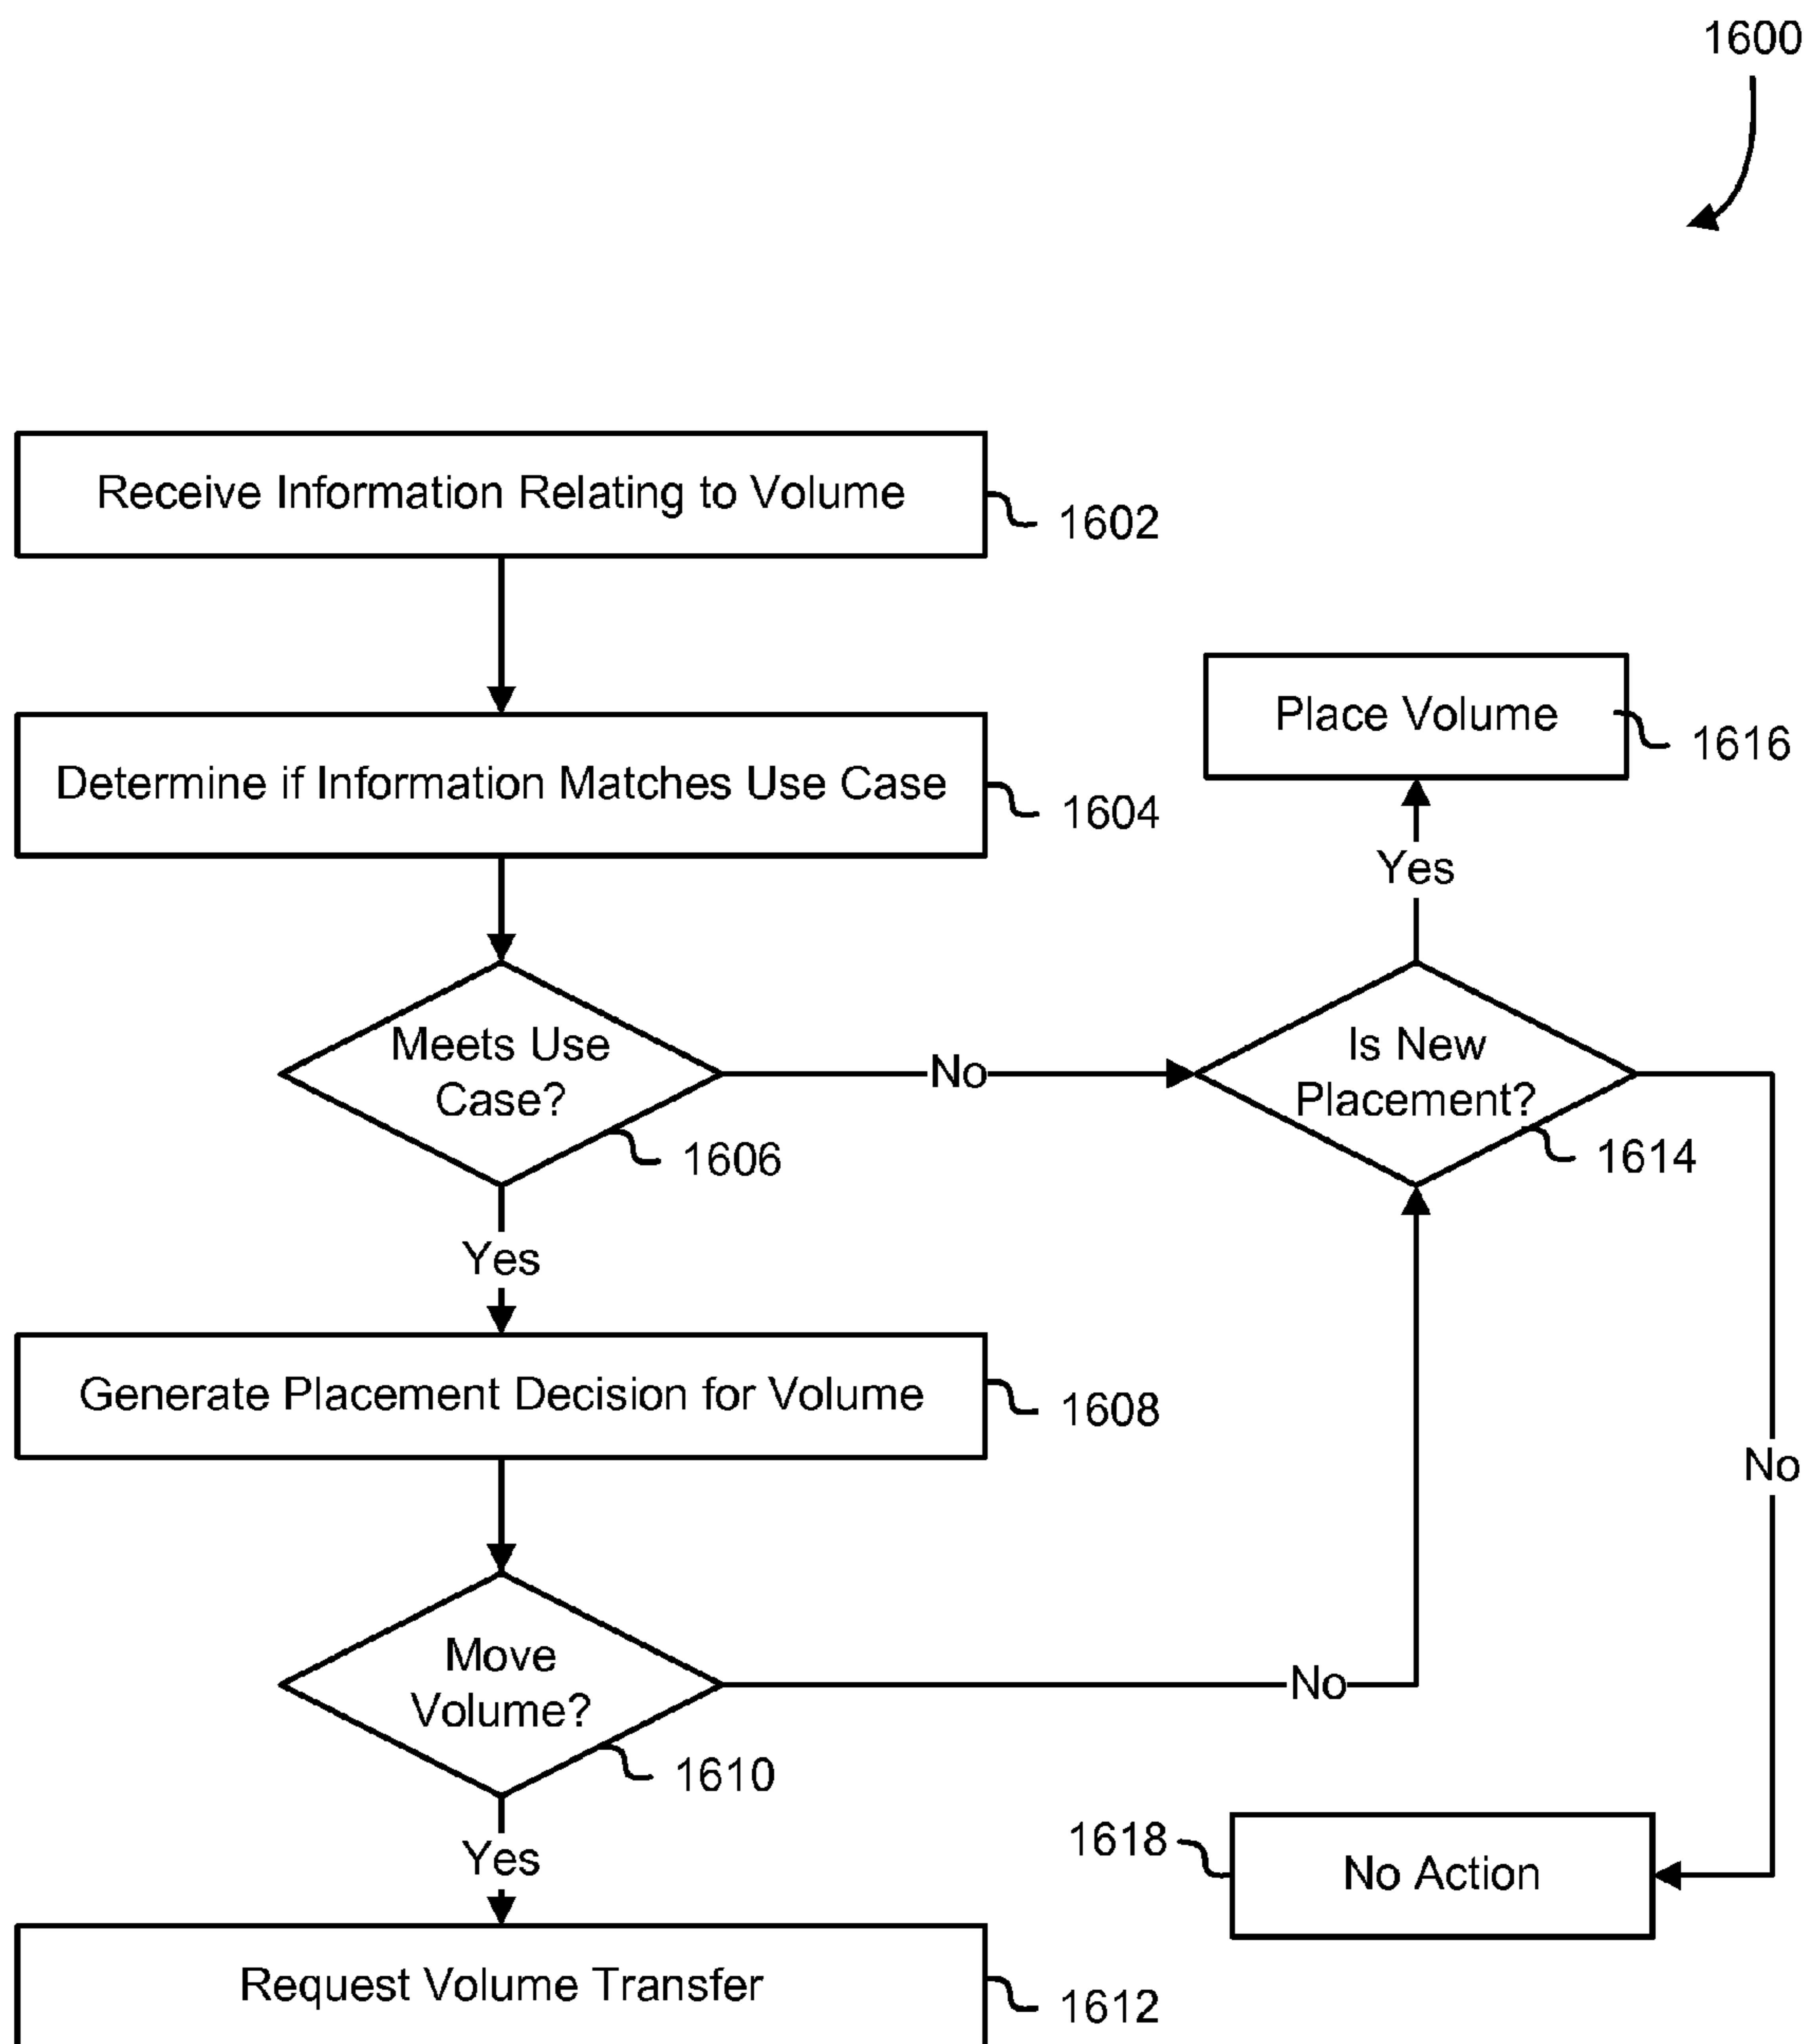 1600
Receive Information Relating to Volume
1602
Determine if Information Matches Use Case
1604
Place Volume
1616
Yes
Meets Use
Case?
1606
No
Is New
Placement?
1614
Yes
Generate Placement Decision for Volume
1608
No
Move
Volume?
1610
No
Yes
1618
No Action
Request Volume Transfer
1612